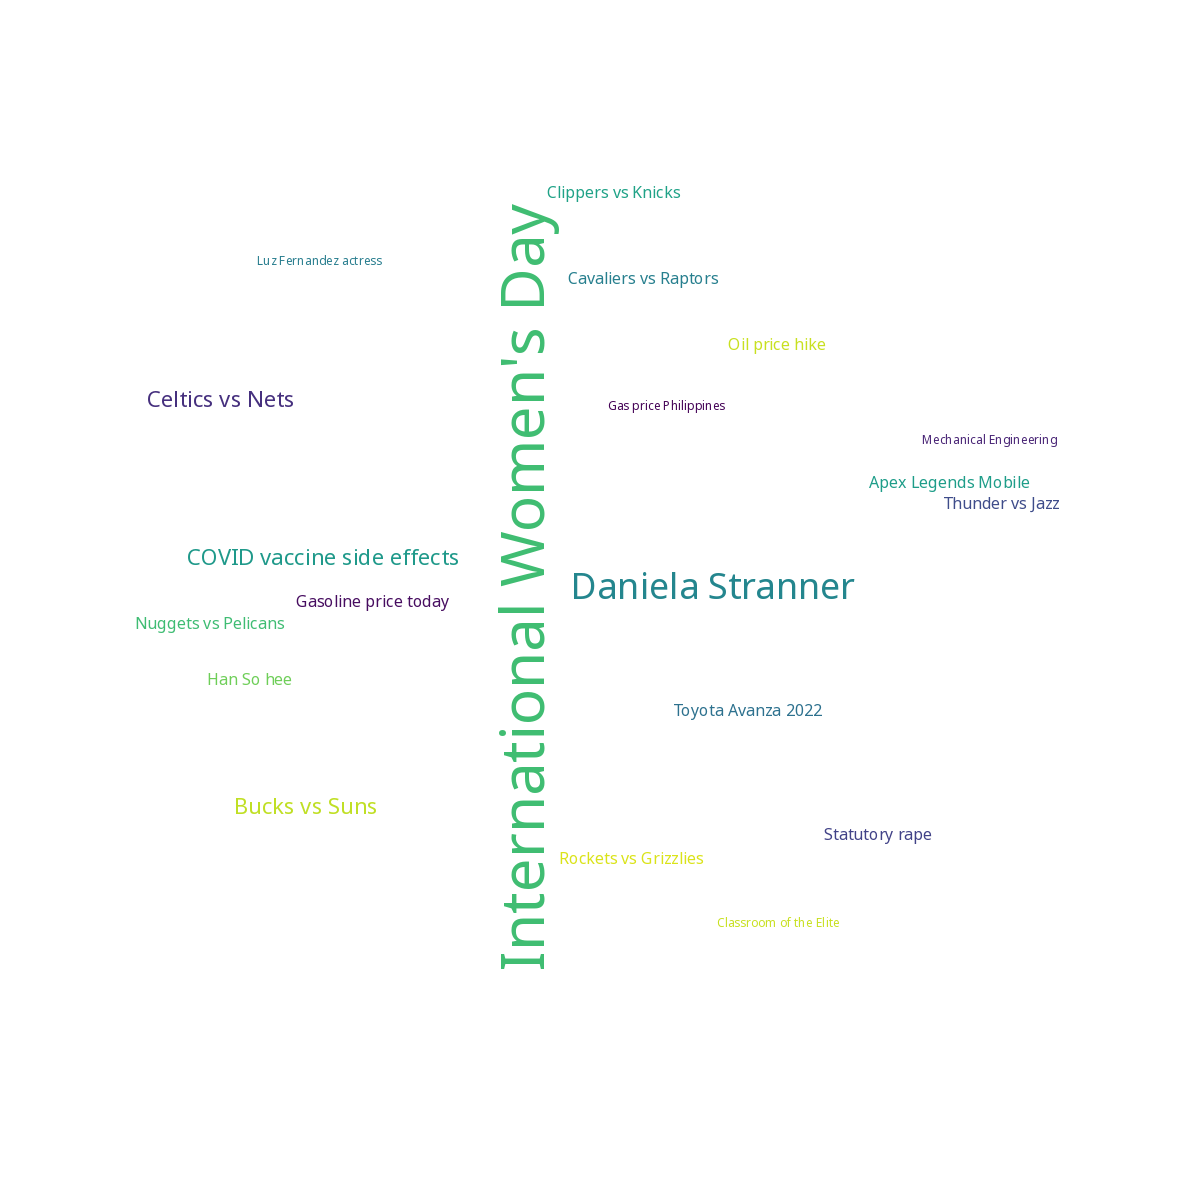 Clippers vs Knicks
International Women's Day
Luz Fernandez actress
Cavaliers vs Raptors
Oil price hike
Celtics vs Nets
Gas price Philippines
Mechanical Engineering
Apex Legends Mobile
Thunder vs Jazz
COVID vaccine side effects
Daniela Stranner
Gasoline price today
Nuggets vs Pelicans
Han So hee
Toyota Avanza 2022
Bucks vs Suns
Statutory rape
Rockets vs Grizzlies
Classroom of the Elite